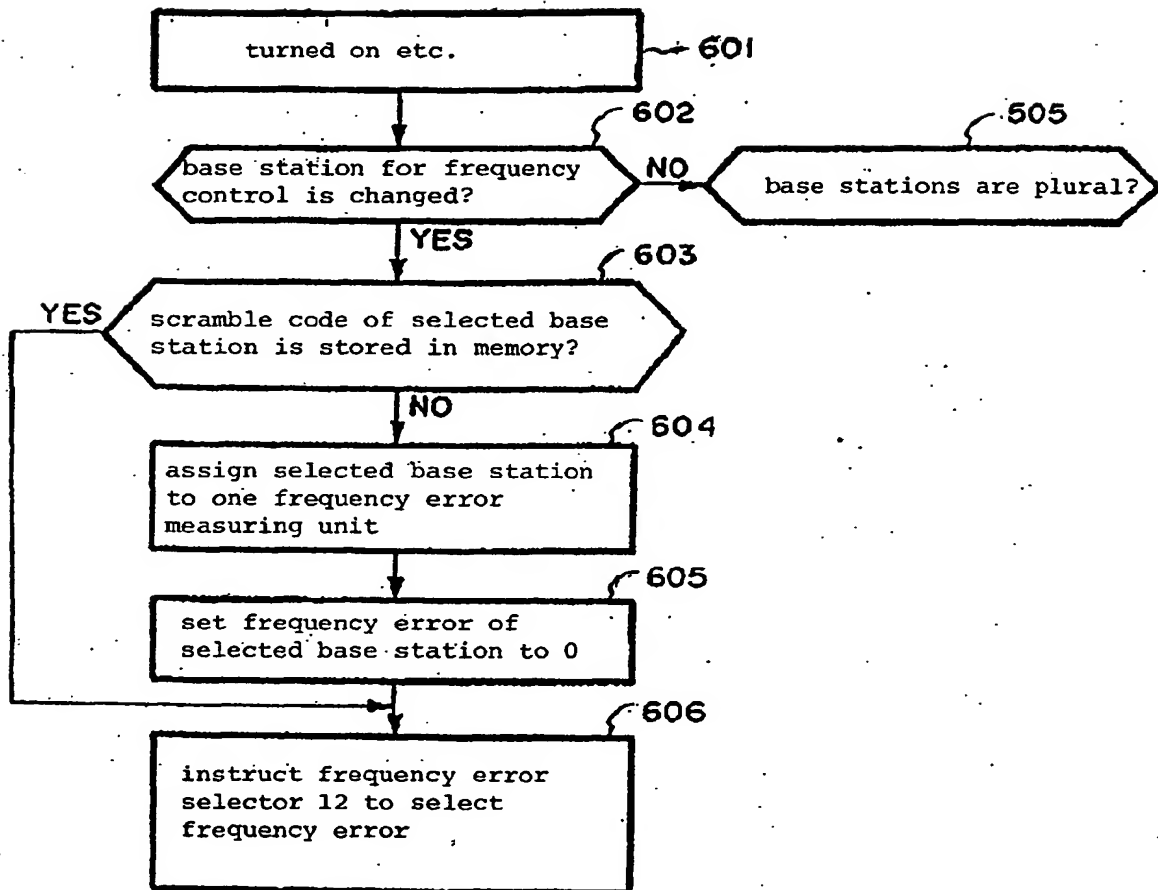 turned on etc.
601
602
505
base station for frequency
control is changed?
NO
base stations are plural?
YES
603
YES
scramble code of selected base
station is stored in memory?
NO
604
assign selected base station
to one frequency error
measuring unit
605
set frequency error of
selected base station to 0
606
instruct frequency error
selector 12 to select
frequency error